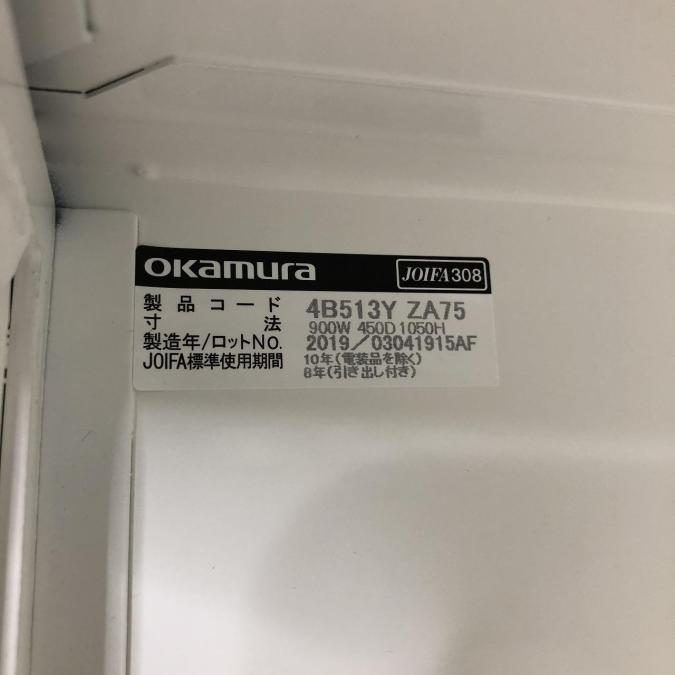 okamura JOIFA308
製品コード 4B513Y ZA75
寸法 900W 450D 1050H
製造年/ロットNo. 2019/03041915AF
JOIFA標準使用期間 10年(電装品を除く)
8年(引き出し付き)